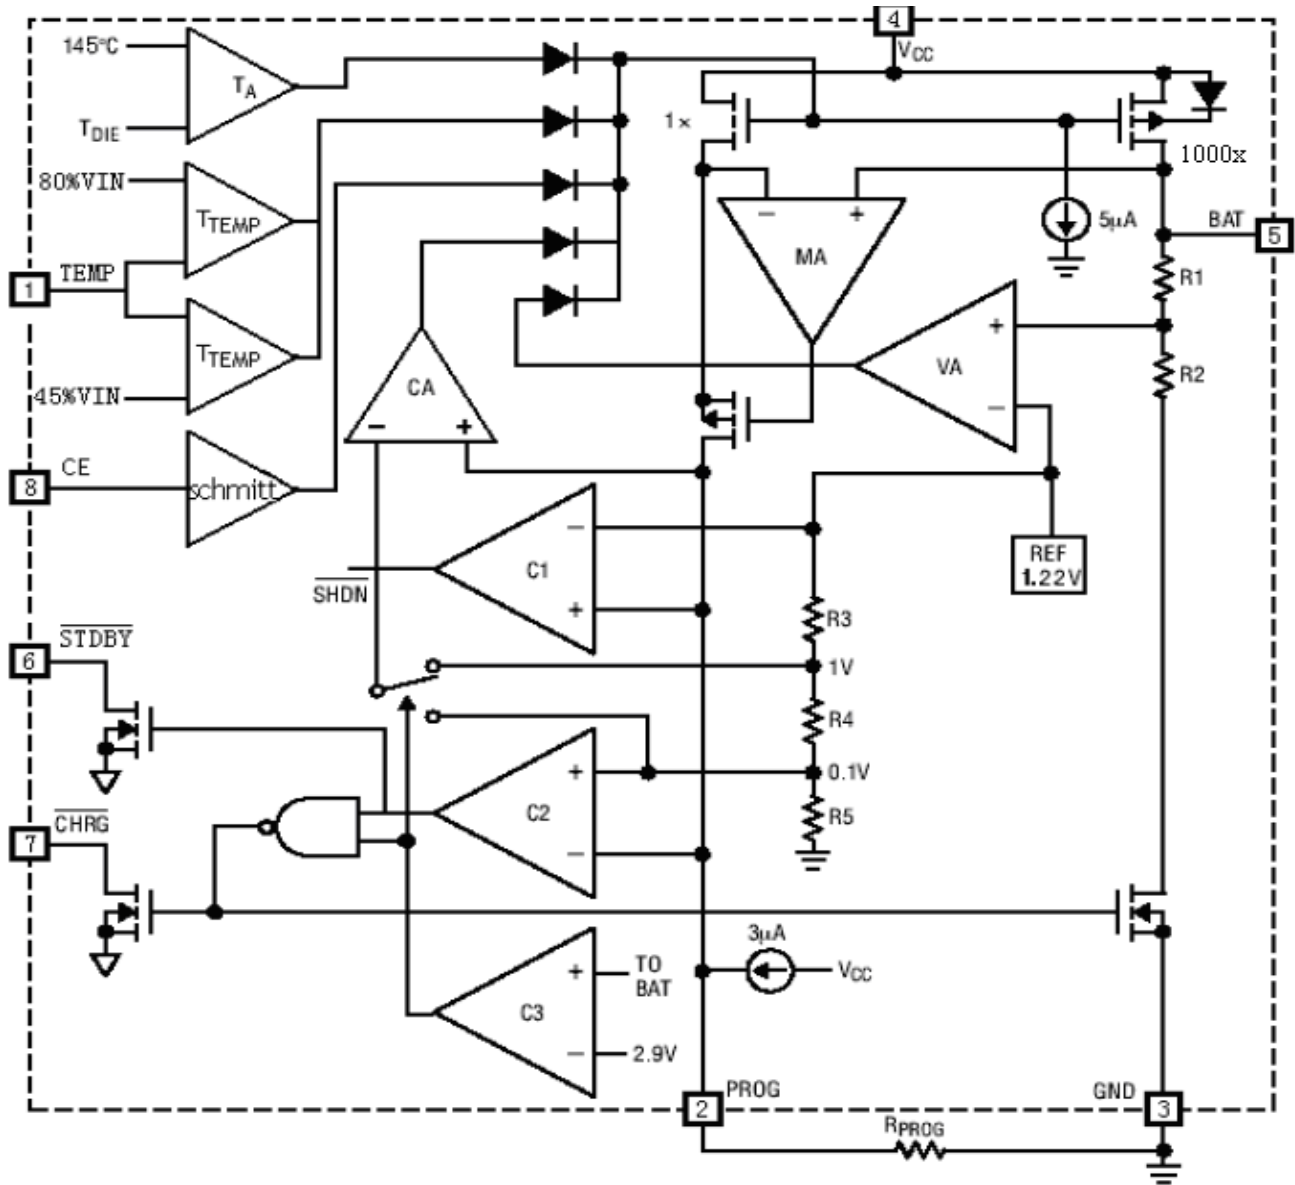 4
145°C
VCC
TA
TDIE
1×
1000x
80%VIN
TTEMP
5μA
BAT
5
−
+
MA
TEMP
1
R1
+
TTEMP
VA
R2
CA
45%VIN
−
−
+
CE
8
schmitt
−
C1
REF
1.22V
SHDN
+
R3
STDBY
6
1V
R4
+
0.1V
C2
R5
CHRG
7
−
3μA
+
TO
BAT
VCC
C3
−
2.9V
PROG
GND
2
3
RPROG